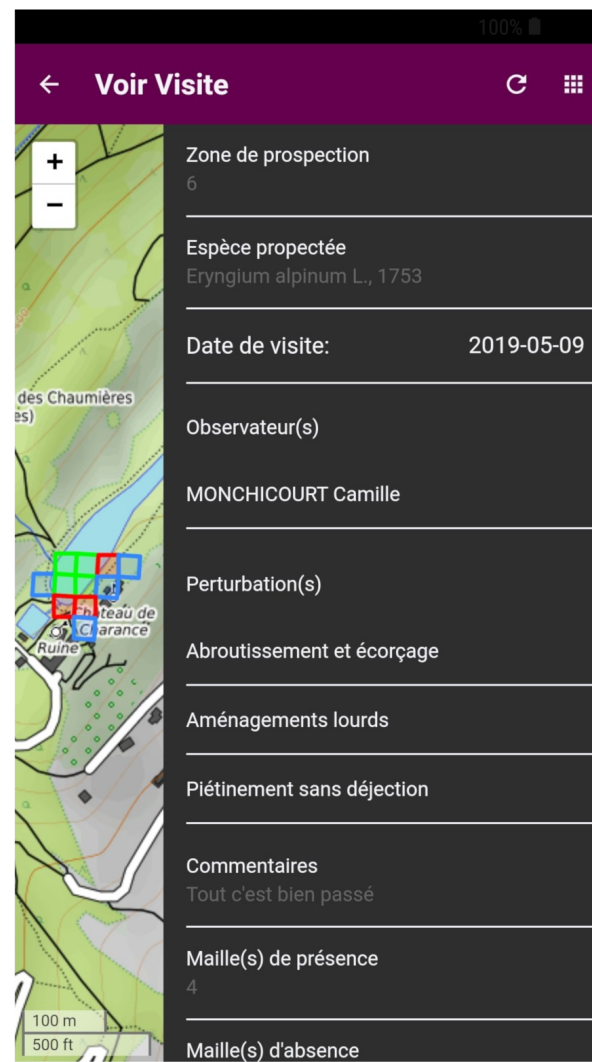 100%
Voir Visite
+
−
des Chaumières
es)
Château de
Charance
Ruine
100 m
500 ft
Zone de prospection
6
Espèce propectée
Eryngium alpinum L., 1753
Date de visite: 2019-05-09
Observateur(s)
MONCHICOURT Camille
Perturbation(s)
Abroutissement et écorçage
Aménagements lourds
Piétinement sans déjection
Commentaires
Tout c'est bien passé
Maille(s) de présence
4
Maille(s) d'absence